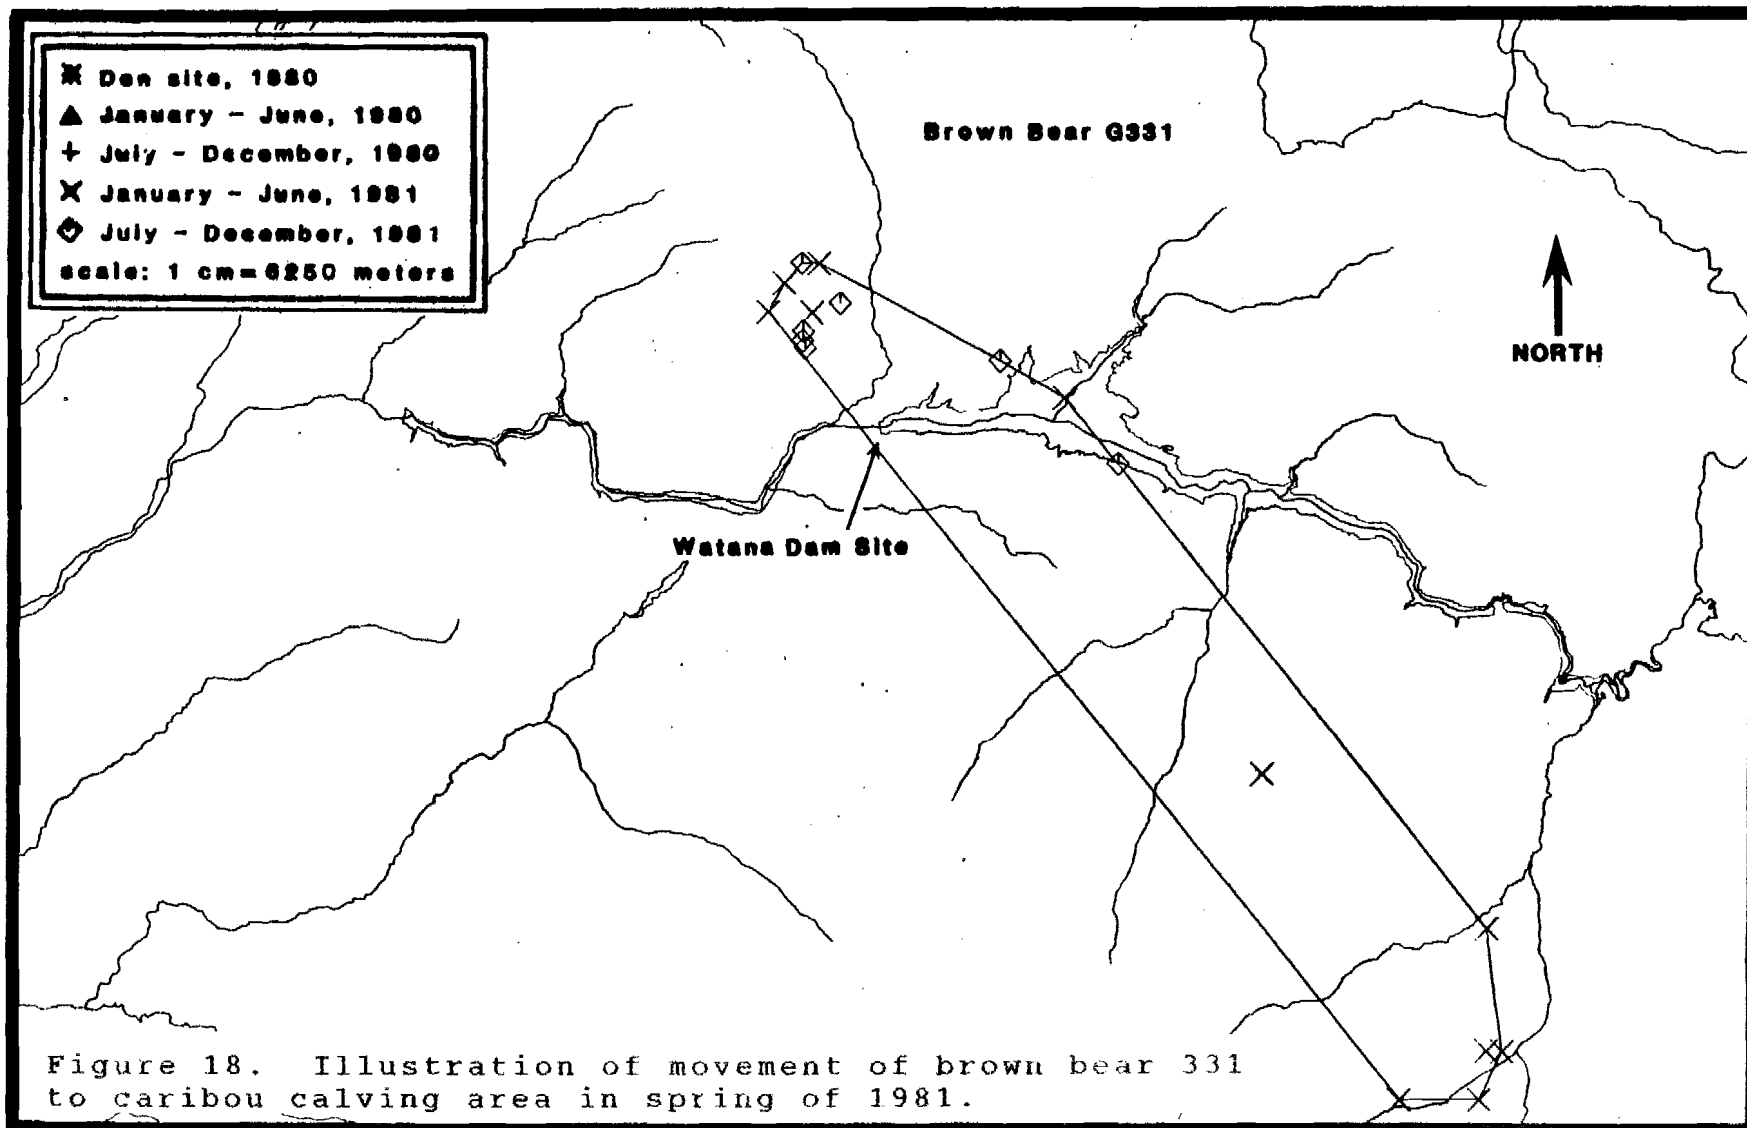 Den site, 1980
January - June, 1980
July - December, 1980
January - June, 1981
July - December, 1981
scale: 1 cm=6250 meters
Brown Bear G331
NORTH
Watana Dam Site
Figure 18. Illustration of movement of brown bear 331
to caribou calving area in spring of 1981.